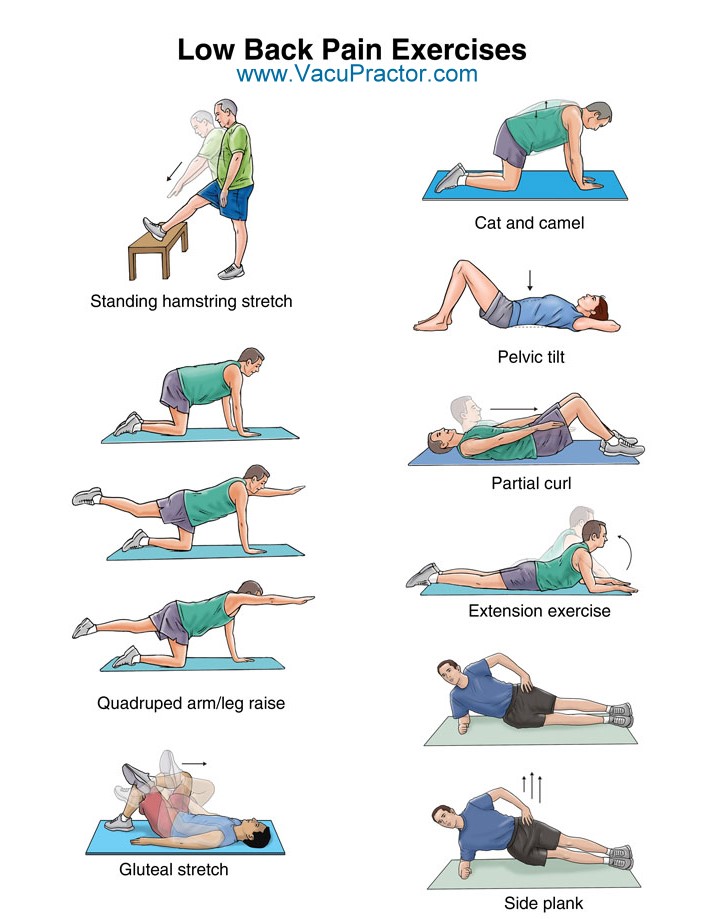 Low Back Pain Exercises
www.VacuPractor.com
Standing hamstring stretch
Quadruped arm/leg raise
Gluteal stretch
Cat and camel
Pelvic tilt
Partial curl
Extension exercise
Side plank